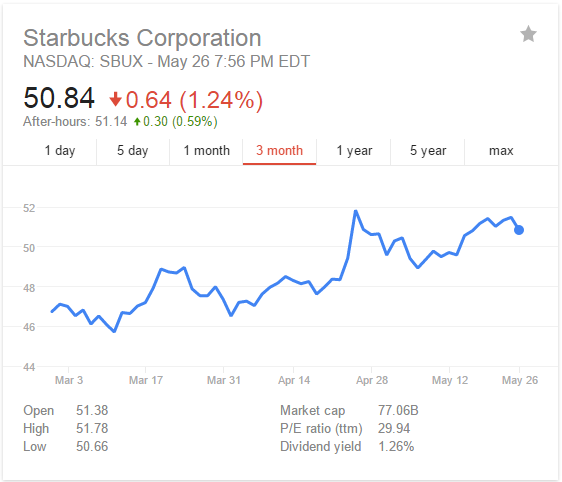 Starbucks Corporation
NASDAQ: SBUX - May 26 7:56 PM EDT
50.84 0.64 (1.24%)
After-hours: 51.14 0.30 (0.59%)
1 day 5 day 1 month 3 month 1 year 5 year max
52
50
48
46
44
Mar 3 Mar 17 Mar 31 Apr 14 Apr 28 May 12 May 26
Open 51.38 Market cap 77.06B
High 51.78 P/E ratio (ttm) 29.94
Low 50.66 Dividend yield 1.26%